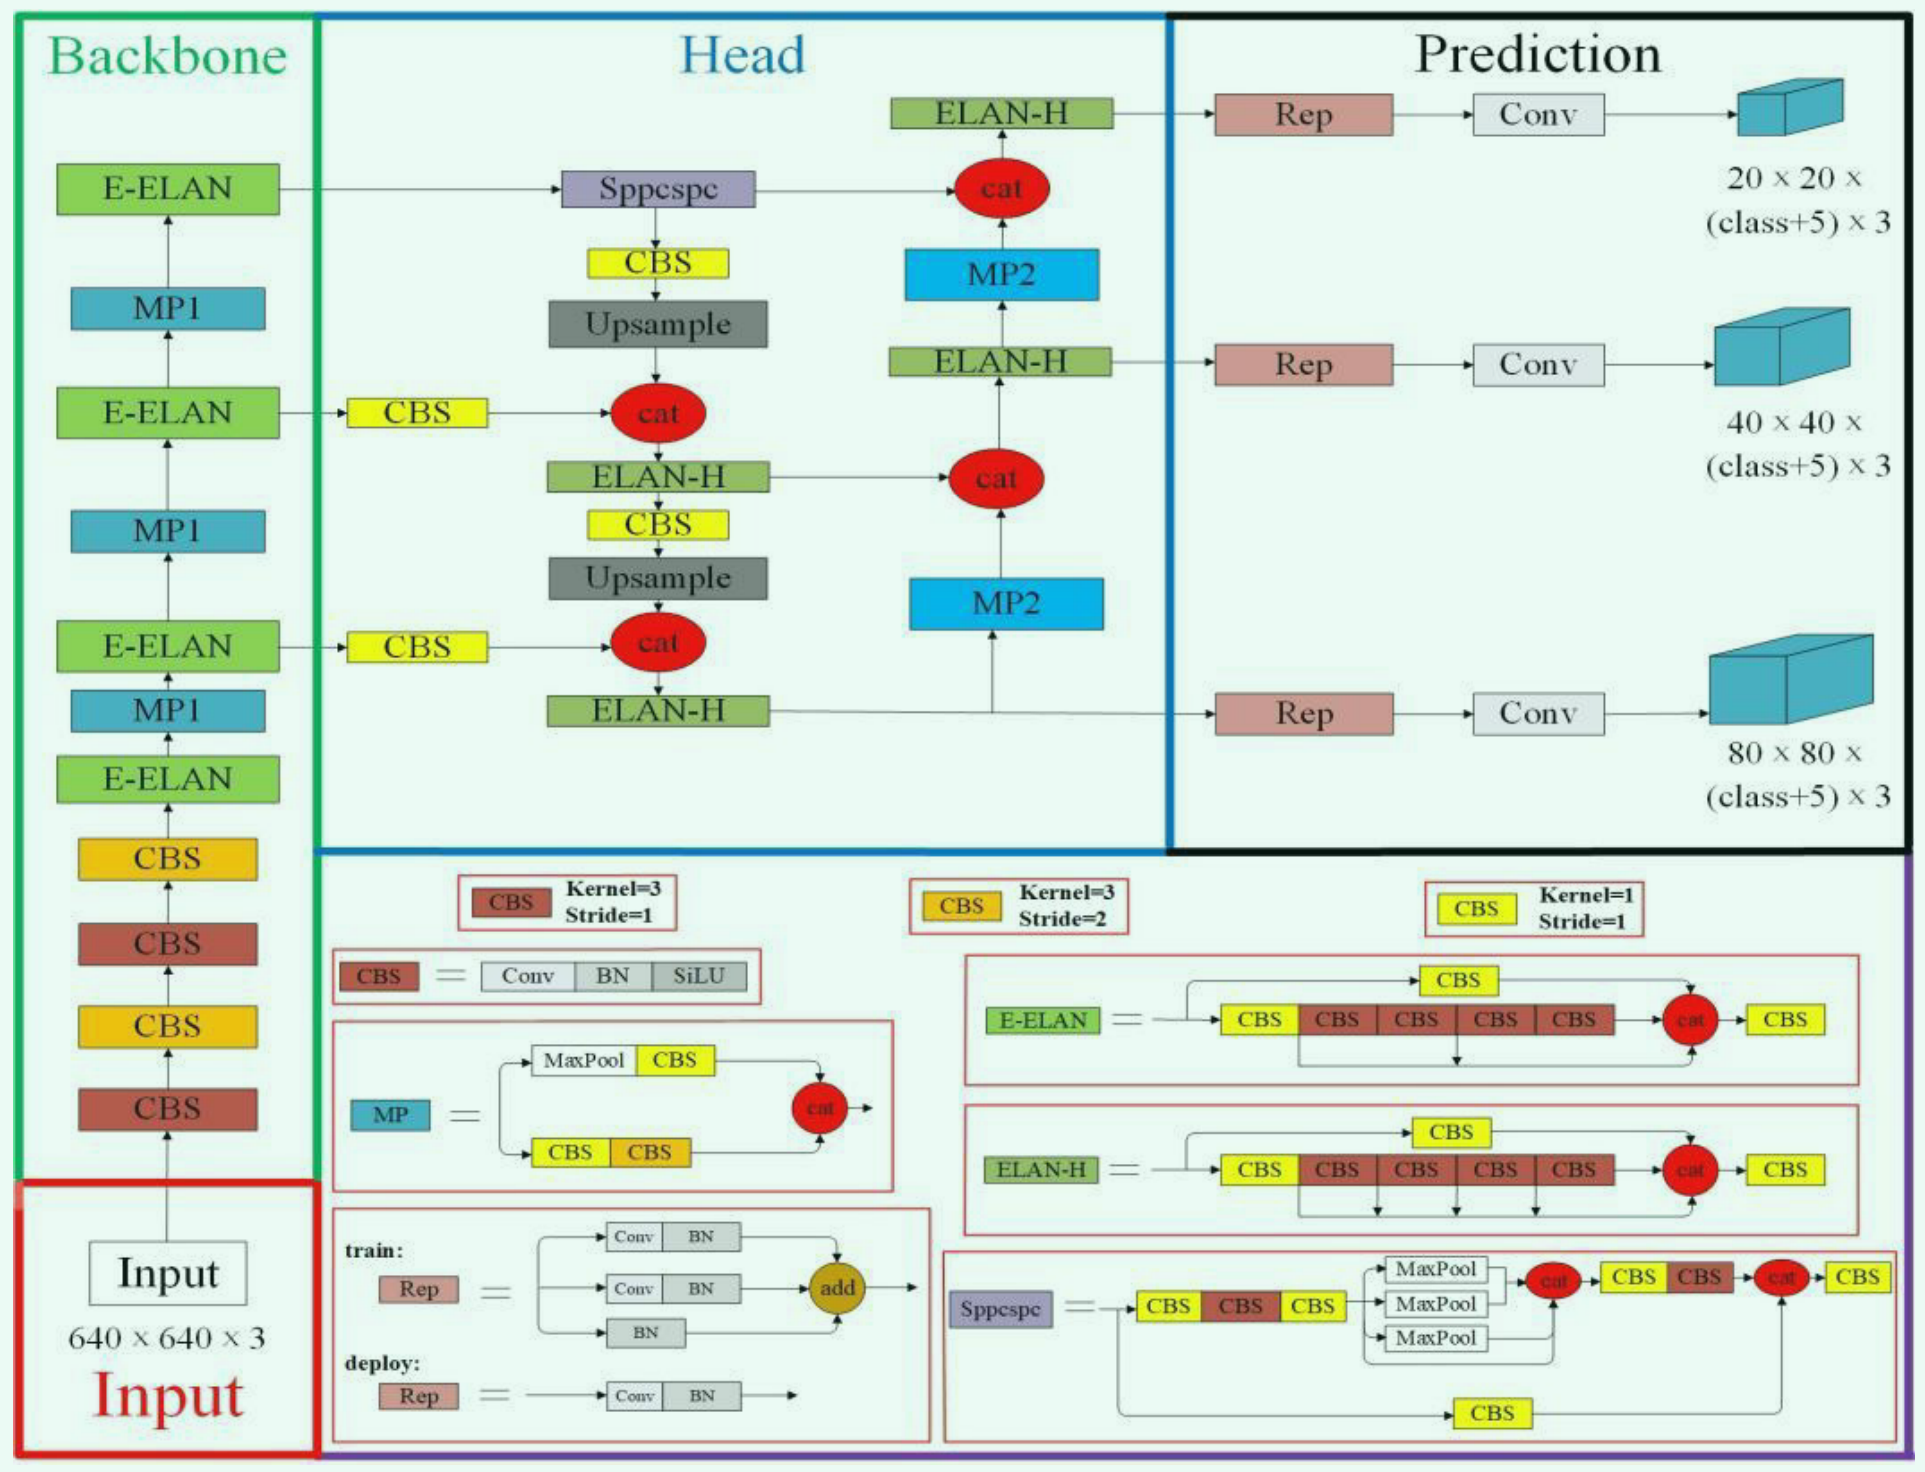 Backbone
E-ELAN
MP1
E-ELAN
MP1
E-ELAN
MP1
E-ELAN
CBS
CBS
CBS
CBS
Input
640 × 640 × 3
Input
Head
ELAN-H
Sppcspc
cat
CBS
MP2
Upsample
ELAN-H
CBS
cat
ELAN-H
cat
CBS
Upsample
MP2
CBS
cat
ELAN-H
Prediction
Rep
Conv
20 × 20 ×
(class+5) × 3
Rep
Conv
40 × 40 ×
(class+5) × 3
Rep
Conv
80 × 80 ×
(class+5) × 3
CBS
Kernel=3
Stride=1
CBS
Kernel=3
Stride=2
CBS
Kernel=1
Stride=1
CBS = Conv BN SiLU
MP =
MaxPool CBS
CBS CBS
cat
train:
Rep =
Conv BN
Conv BN
BN
add
deploy:
Rep = Conv BN
E-ELAN =
CBS
CBS CBS CBS CBS CBS cat CBS
ELAN-H =
CBS
CBS CBS CBS CBS CBS cat CBS
Sppcspc =
CBS CBS CBS
MaxPool
MaxPool
MaxPool
cat
CBS CBS
cat
CBS
CBS